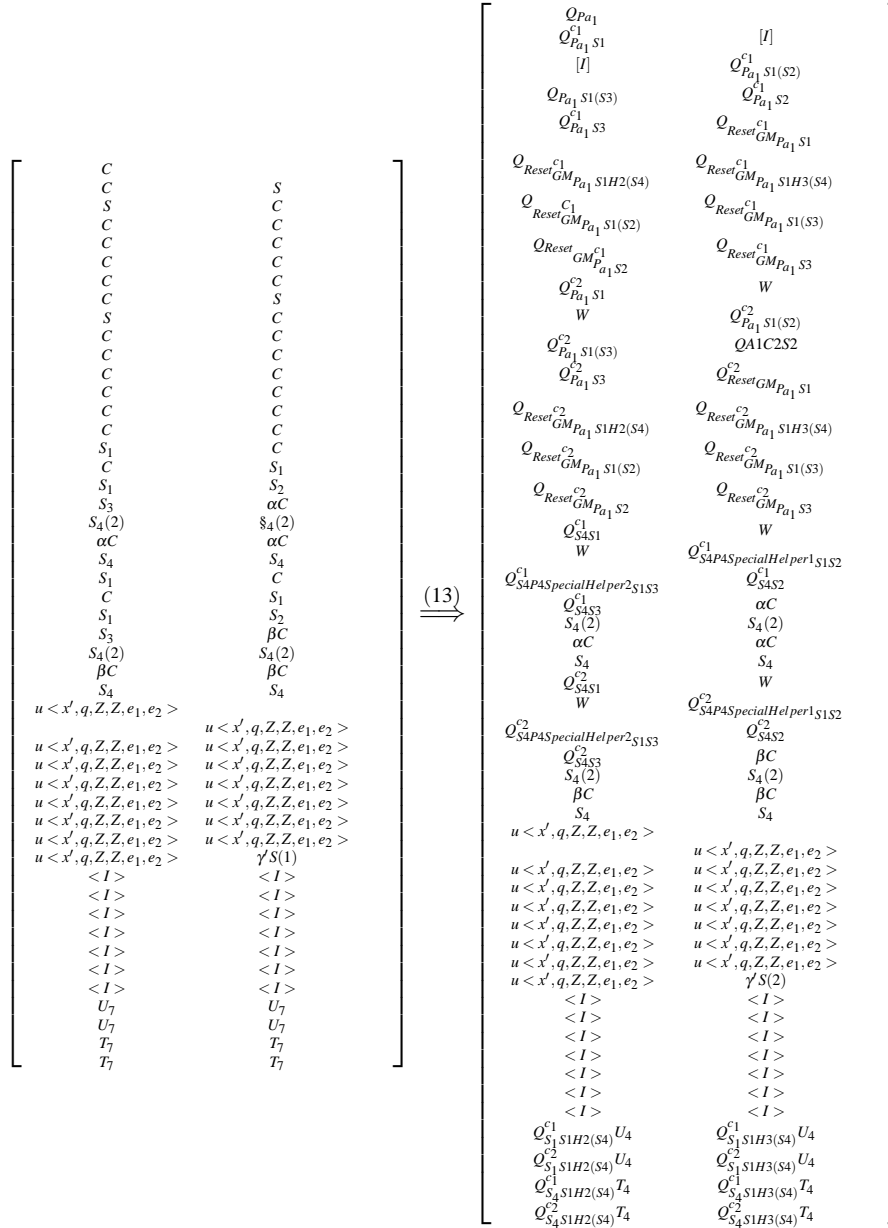 C
C S
S C
C C
C C
C C
C C
C S
S C
C C
C C
C C
C C
C C
C C
S_1 C
C S_1
S_1 S_2
S_3 αC
S_4(2) §_4(2)
αC αC
S_4 S_4
S_1 C
C S_1
S_1 S_2
S_3 βC
S_4(2) S_4(2)
βC βC
S_4 S_4
u < x′,q,Z,Z,e_1,e_2 >
u < x′,q,Z,Z,e_1,e_2 >
u < x′,q,Z,Z,e_1,e_2 > u < x′,q,Z,Z,e_1,e_2 >
u < x′,q,Z,Z,e_1,e_2 > u < x′,q,Z,Z,e_1,e_2 >
u < x′,q,Z,Z,e_1,e_2 > u < x′,q,Z,Z,e_1,e_2 >
u < x′,q,Z,Z,e_1,e_2 > u < x′,q,Z,Z,e_1,e_2 >
u < x′,q,Z,Z,e_1,e_2 > u < x′,q,Z,Z,e_1,e_2 >
u < x′,q,Z,Z,e_1,e_2 > u < x′,q,Z,Z,e_1,e_2 >
u < x′,q,Z,Z,e_1,e_2 > γ′S(1)
< I > < I >
< I > < I >
< I > < I >
< I > < I >
< I > < I >
< I > < I >
< I > < I >
U_7 U_7
U_7 U_7
T_7 T_7
T_7 T_7
(13) ⟹
Q_{Pa_1}
Q^{c_1}_{Pa_1 S1} [I]
[I] Q^{c_1}_{Pa_1 S1(S2)}
Q_{Pa_1 S1(S3)} Q^{c_1}_{Pa_1 S2}
Q^{c_1}_{Pa_1 S3} Q_{Reset^{c_1}_{GM_{Pa_1} S1}}
Q_{Reset^{c_1}_{GM_{Pa_1 S1H2(S4)}}} Q_{Reset^{c_1}_{GM_{Pa_1 S1H3(S4)}}}
Q_{Reset^{C_1}_{GM_{Pa_1 S1(S2)}}} Q_{Reset^{c_1}_{GM_{Pa_1 S1(S3)}}}
Q_{Reset_{GM^{c_1}_{Pa_1 S2}}} Q_{Reset^{c_1}_{GM_{Pa_1 S3}}}
Q^{c_2}_{Pa_1 S1} W
W Q^{c_2}_{Pa_1 S1(S2)}
Q^{c_2}_{Pa_1 S1(S3)} QA1C2S2
Q^{c_2}_{Pa_1 S3} Q^{c_2}_{ResetGM_{Pa_1} S1}
Q_{Reset^{c_2}_{GM_{Pa_1 S1H2(S4)}}} Q_{Reset^{c_2}_{GM_{Pa_1 S1H3(S4)}}}
Q_{Reset^{c_2}_{GM_{Pa_1 S1(S2)}}} Q_{Reset^{c_2}_{GM_{Pa_1 S1(S3)}}}
Q_{Reset^{c_2}_{GM_{Pa_1 S2}}} Q_{Reset^{c_2}_{GM_{Pa_1 S3}}}
Q^{c_1}_{S4S1} W
W Q^{c_1}_{S4P4SpecialHelper1_{S1S2}}
Q^{c_1}_{S4P4SpecialHelper2_{S1S3}} Q^{c_1}_{S4S2}
Q^{c_1}_{S4S3} αC
S_4(2) S_4(2)
αC αC
S_4 S_4
Q^{c_2}_{S4S1} W
W Q^{c_2}_{S4P4SpecialHelper1_{S1S2}}
Q^{c_2}_{S4P4SpecialHelper2_{S1S3}} Q^{c_2}_{S4S2}
Q^{c_2}_{S4S3} βC
S_4(2) S_4(2)
βC βC
S_4 S_4
u < x′,q,Z,Z,e_1,e_2 >
u < x′,q,Z,Z,e_1,e_2 >
u < x′,q,Z,Z,e_1,e_2 > u < x′,q,Z,Z,e_1,e_2 >
u < x′,q,Z,Z,e_1,e_2 > u < x′,q,Z,Z,e_1,e_2 >
u < x′,q,Z,Z,e_1,e_2 > u < x′,q,Z,Z,e_1,e_2 >
u < x′,q,Z,Z,e_1,e_2 > u < x′,q,Z,Z,e_1,e_2 >
u < x′,q,Z,Z,e_1,e_2 > u < x′,q,Z,Z,e_1,e_2 >
u < x′,q,Z,Z,e_1,e_2 > u < x′,q,Z,Z,e_1,e_2 >
u < x′,q,Z,Z,e_1,e_2 > γ′S(2)
< I > < I >
< I > < I >
< I > < I >
< I > < I >
< I > < I >
< I > < I >
< I > < I >
Q^{c_1}_{S_1 S1H2(S4)} U_4 Q^{c_1}_{S_1 S1H3(S4)} U_4
Q^{c_2}_{S_1 S1H2(S4)} U_4 Q^{c_2}_{S_1 S1H3(S4)} U_4
Q^{c_1}_{S_4 S1H2(S4)} T_4 Q^{c_1}_{S_4 S1H3(S4)} T_4
Q^{c_2}_{S_4 S1H2(S4)} T_4 Q^{c_2}_{S_4 S1H3(S4)} T_4